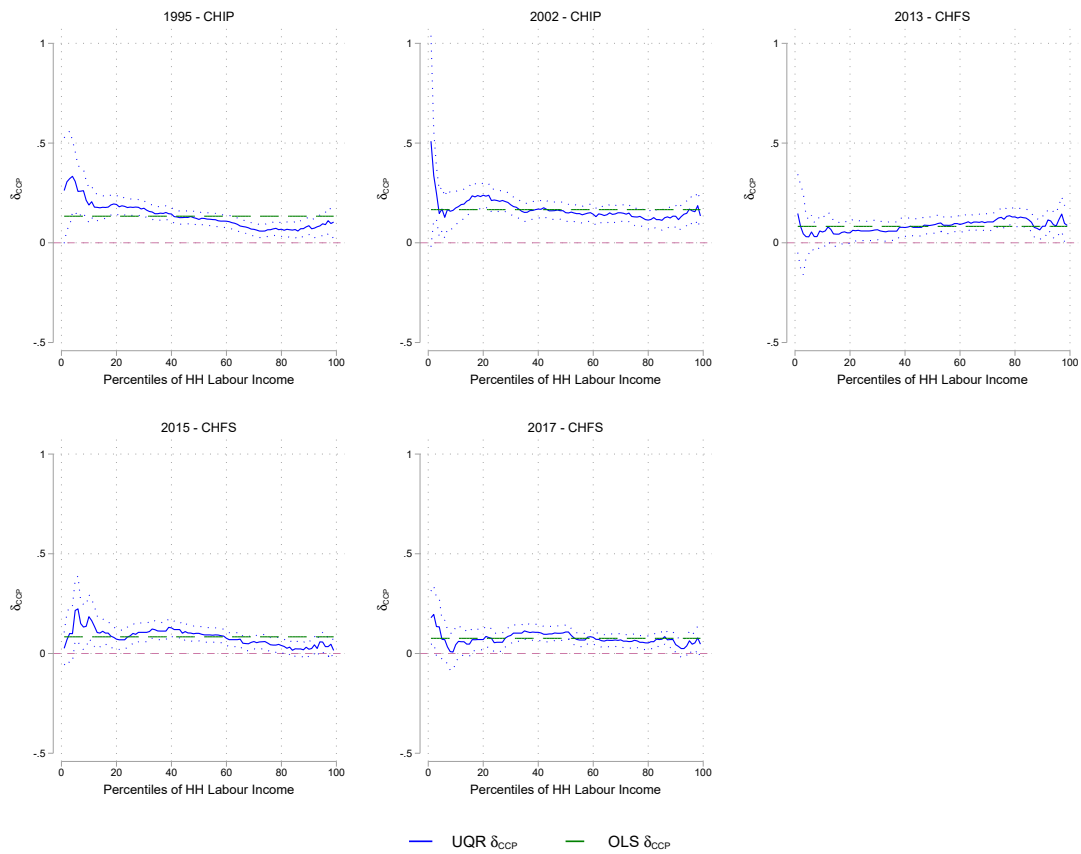 1995 - CHIP
1
.5
0
-.5
δCCP
0 20 40 60 80 100
Percentiles of HH Labour Income
2002 - CHIP
1
.5
0
-.5
δCCP
0 20 40 60 80 100
Percentiles of HH Labour Income
2013 - CHFS
1
.5
0
-.5
δCCP
0 20 40 60 80 100
Percentiles of HH Labour Income
2015 - CHFS
1
.5
0
-.5
δCCP
0 20 40 60 80 100
Percentiles of HH Labour Income
2017 - CHFS
1
.5
0
-.5
δCCP
0 20 40 60 80 100
Percentiles of HH Labour Income
UQR δCCP OLS δCCP